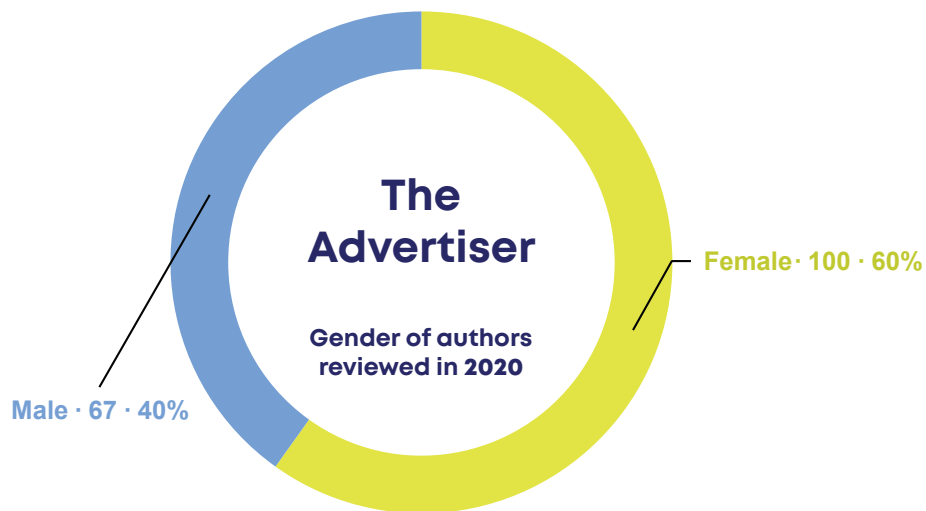 The
Advertiser
Gender of authors
reviewed in 2020
Female · 100 · 60%
Male · 67 · 40%